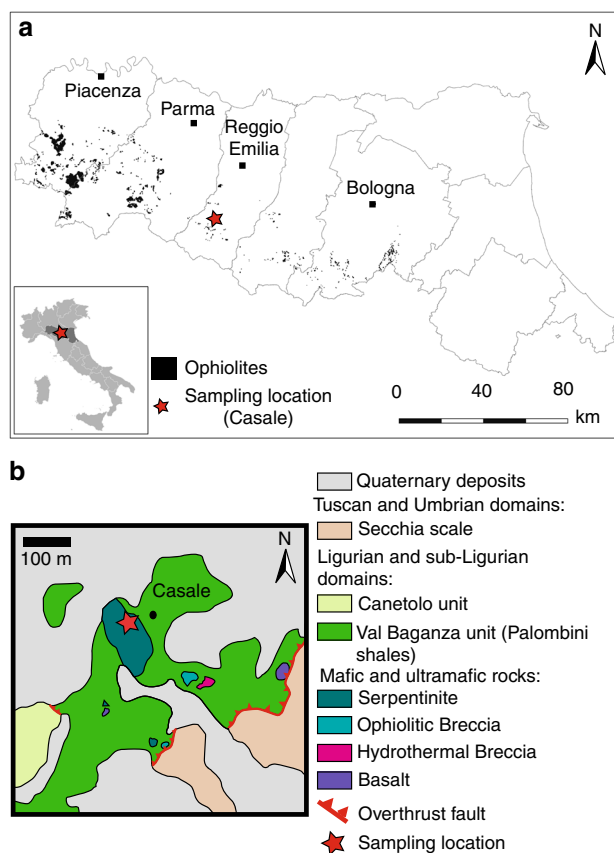 a
N
Piacenza
Parma
Reggio
Emilia
Bologna
Ophiolites
Sampling location
(Casale)
0 40 80
km
b
100 m
N
Casale
Quaternary deposits
Tuscan and Umbrian domains:
Secchia scale
Ligurian and sub-Ligurian
domains:
Canetolo unit
Val Baganza unit (Palombini
shales)
Mafic and ultramafic rocks:
Serpentinite
Ophiolitic Breccia
Hydrothermal Breccia
Basalt
Overthrust fault
Sampling location